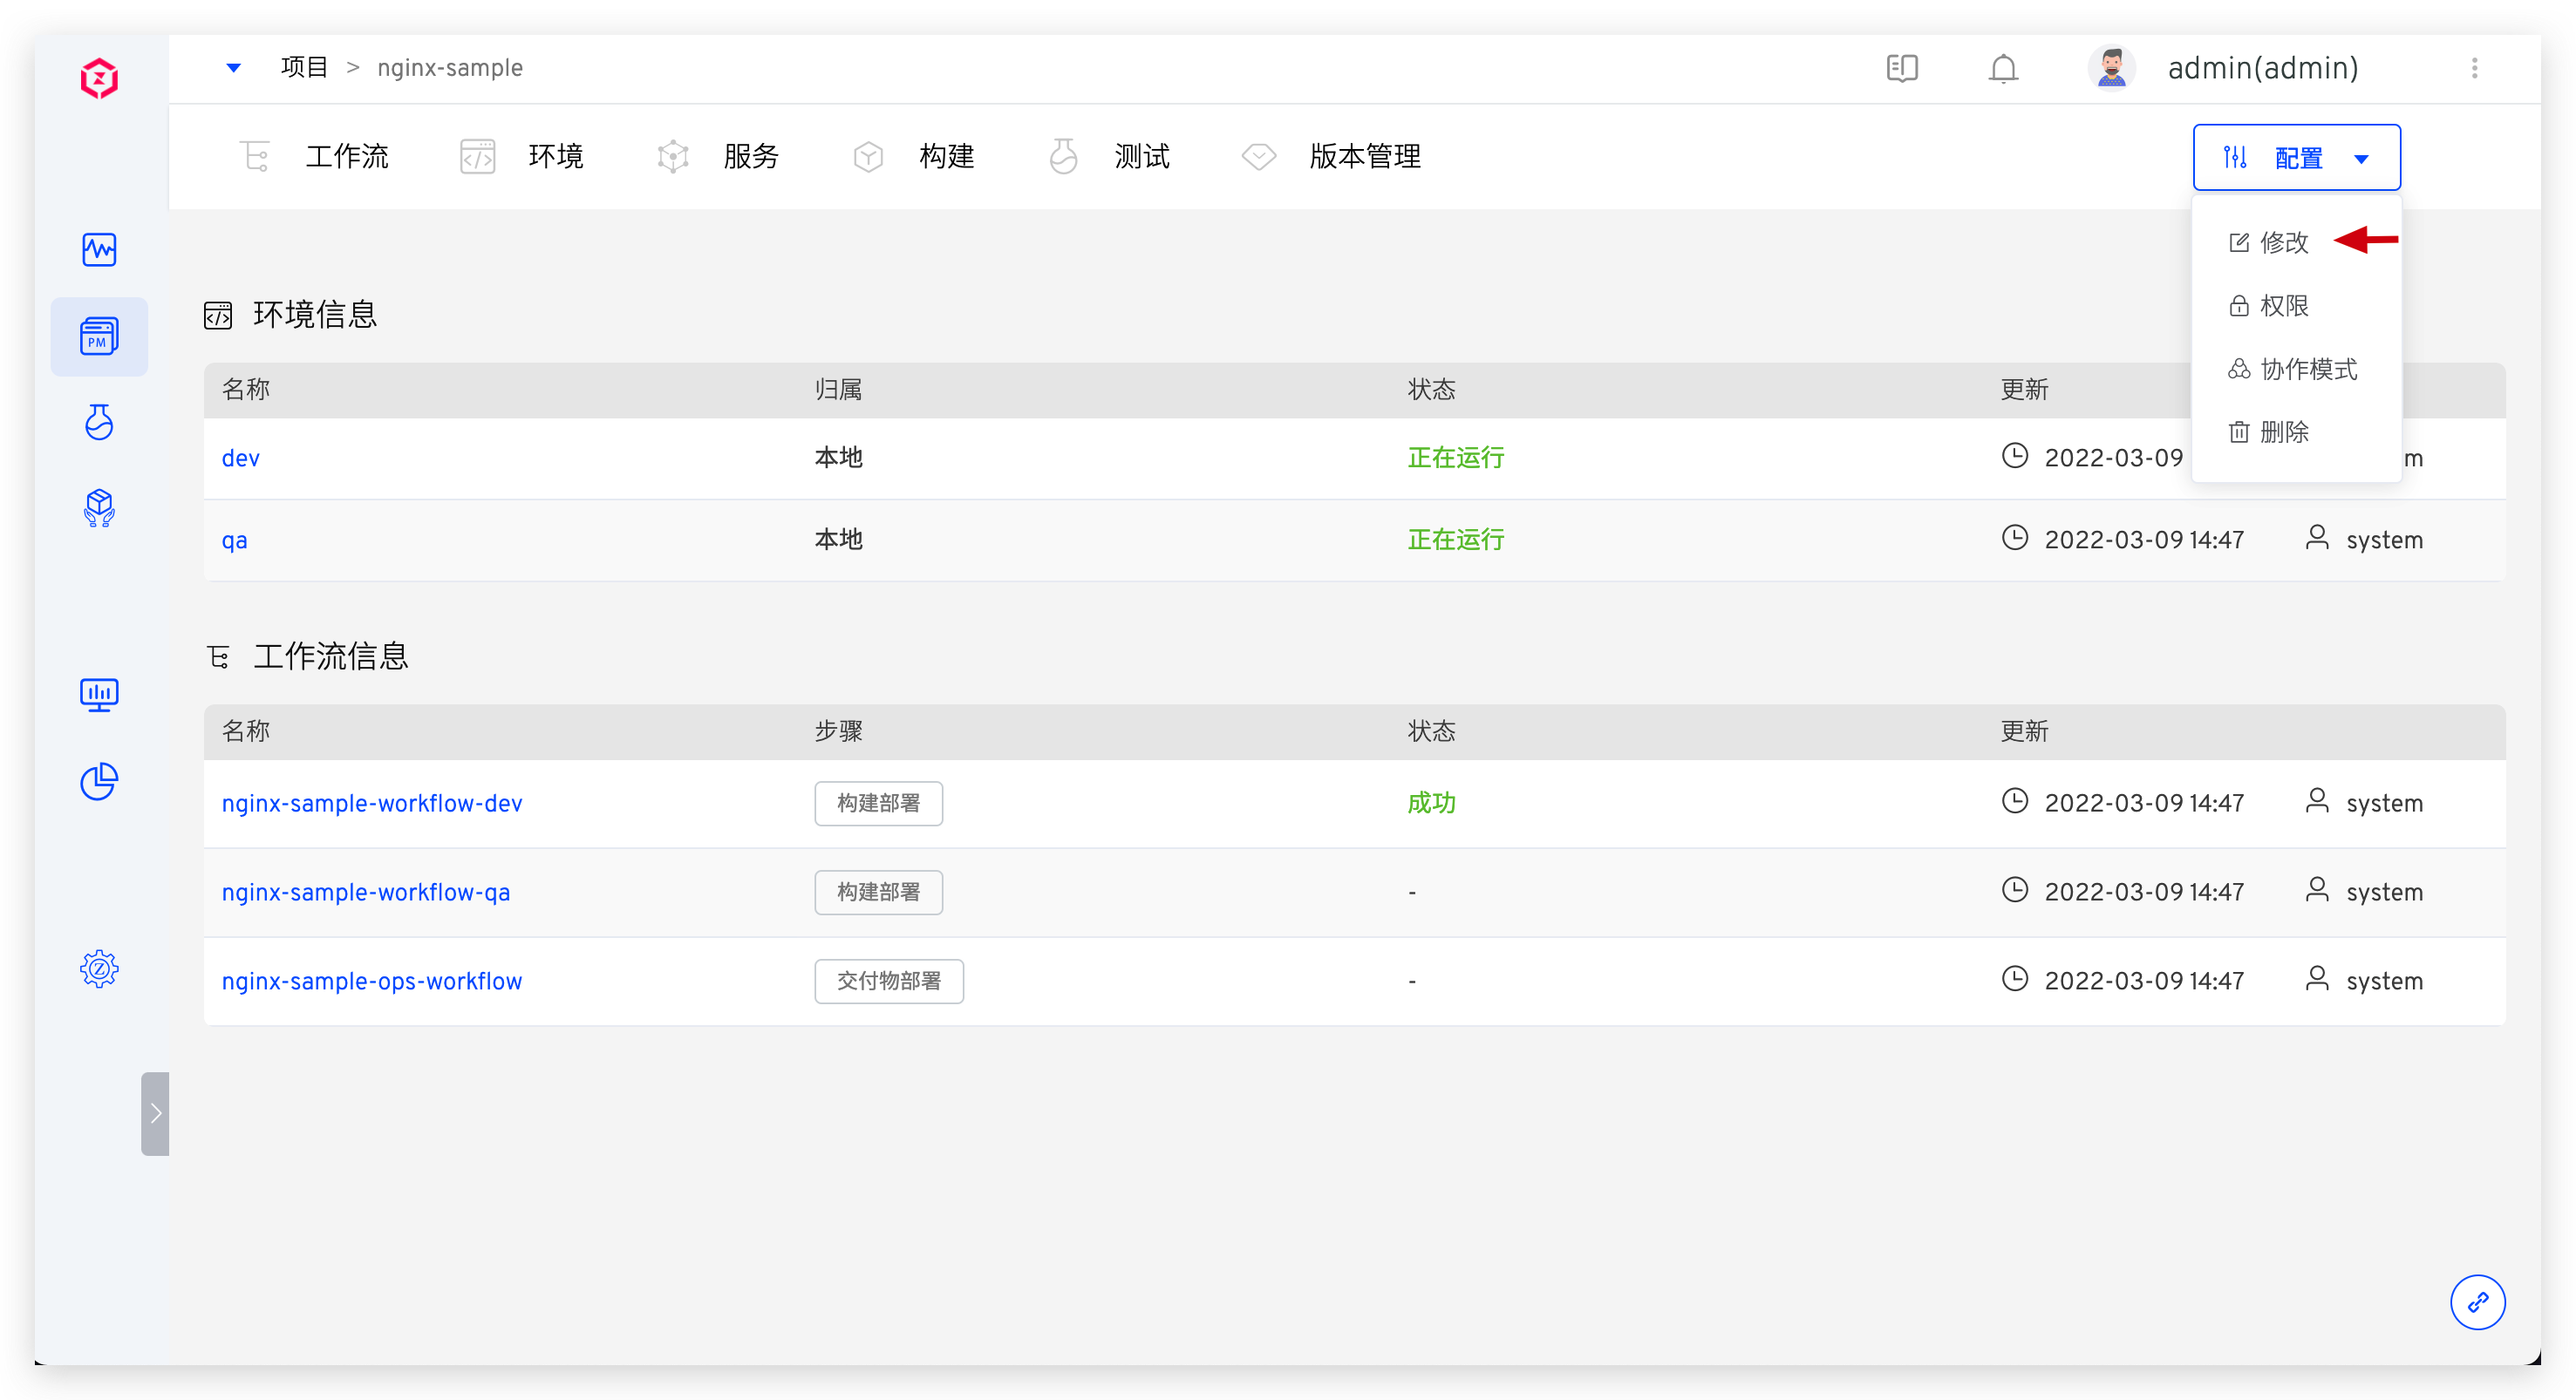 项目 > nginx-sample
admin(admin)
工作流 环境 服务 构建 测试 版本管理
配置
修改
权限
协作模式
删除
PM
环境信息
名称 归属 状态 更新
dev 本地 正在运行 2022-03-09 m
qa 本地 正在运行 2022-03-09 14:47 system
工作流信息
名称 步骤 状态 更新
nginx-sample-workflow-dev 构建部署 成功 2022-03-09 14:47 system
nginx-sample-workflow-qa 构建部署 - 2022-03-09 14:47 system
nginx-sample-ops-workflow 交付物部署 - 2022-03-09 14:47 system